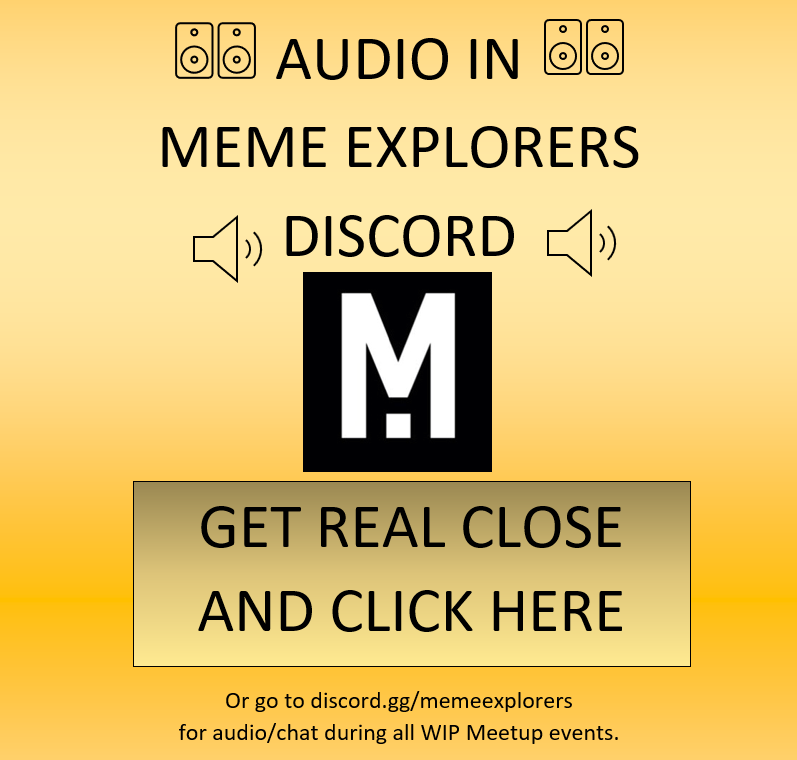 AUDIO IN
MEME EXPLORERS
DISCORD
M
GET REAL CLOSE
AND CLICK HERE
Or go to discord.gg/memeexplorers
for audio/chat during all WIP Meetup events.